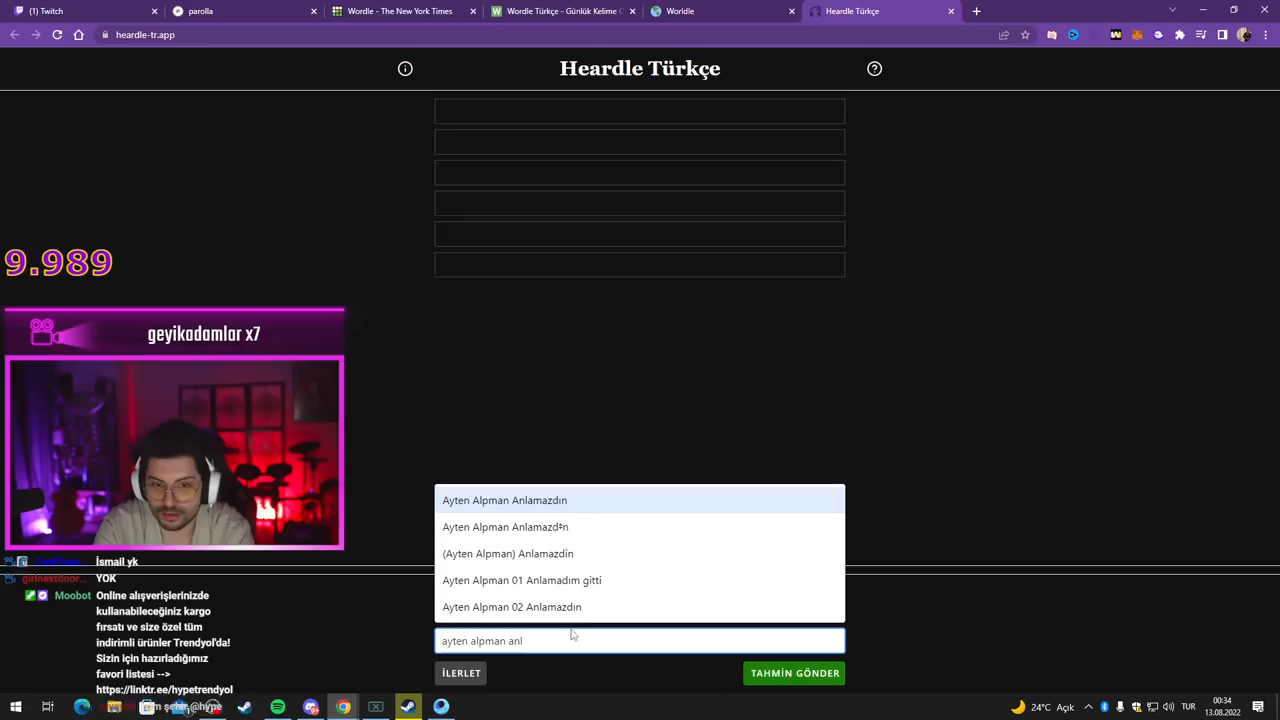 (1) Twitch
parolla
Wordle - The New York Times
Wordle Türkçe - Günlük Kelime
Worldle
Heardle Türkçe
heardle-tr.app
Heardle Türkçe
9.989
geyikadamlar x7
Ayten Alpman Anlamazdın
Ayten Alpman Anlamazd‡n
(Ayten Alpman) Anlamazdin
Ayten Alpman 01 Anlamadım gitti
Ayten Alpman 02 Anlamazdın
ayten alpman anl
İLERLET
TAHMİN GÖNDER
İsmail yk
YOK
Moobot Online alışverişlerinizde
kullanabileceğiniz kargo
fırsatı ve size özel tüm
indirimli ürünler Trendyol'da!
Sizin için hazırladığımız
favori listesi -->
https://linktr.ee/hypetrendyol
@hype
24°C Açık
TUR
00:34
13.08.2022